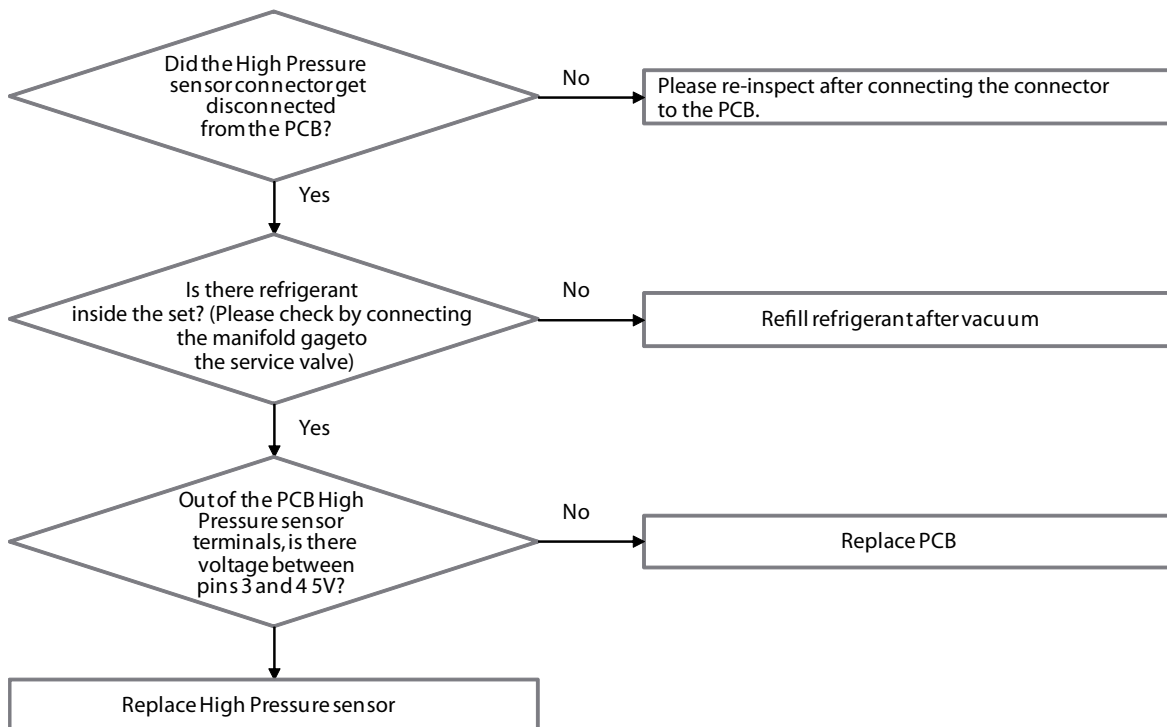 Did the High Pressure
sensor connector get
disconnected
from the PCB?
No
Please re-inspect after connecting the connector
to the PCB.
Yes
Is there refrigerant
inside the set? (Please check by connecting
the manifold gageto
the service valve)
No
Refill refrigerant after vacuum
Yes
Out of the PCB High
Pressure sensor
terminals, is there
voltage between
pins 3 and 4 5V?
No
Replace PCB
Replace High Pressure sensor